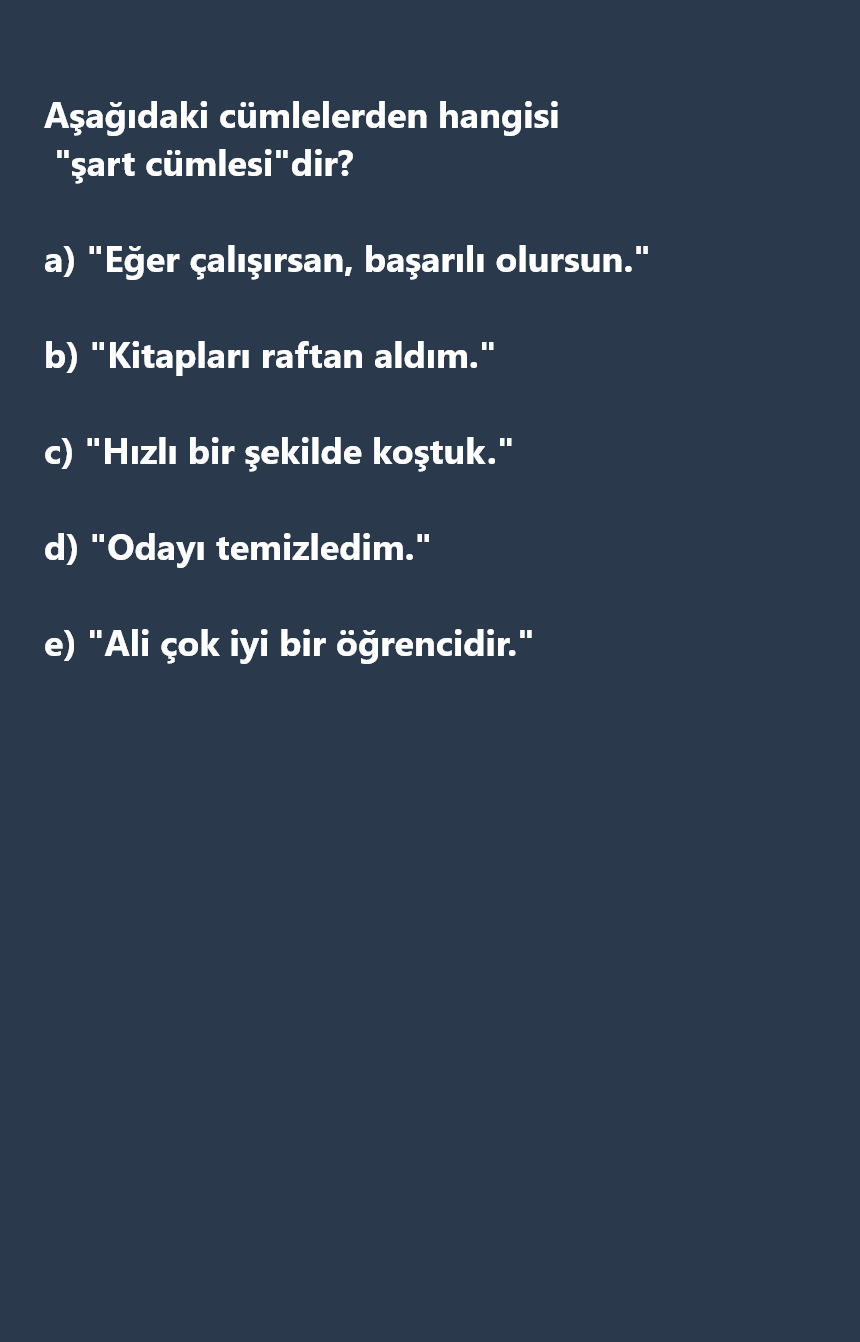 Aşağıdaki cümlelerden hangisi
"şart cümlesi"dir?
a) "Eğer çalışırsan, başarılı olursun."
b) "Kitapları raftan aldım."
c) "Hızlı bir şekilde koştuk."
d) "Odayı temizledim."
e) "Ali çok iyi bir öğrencidir."